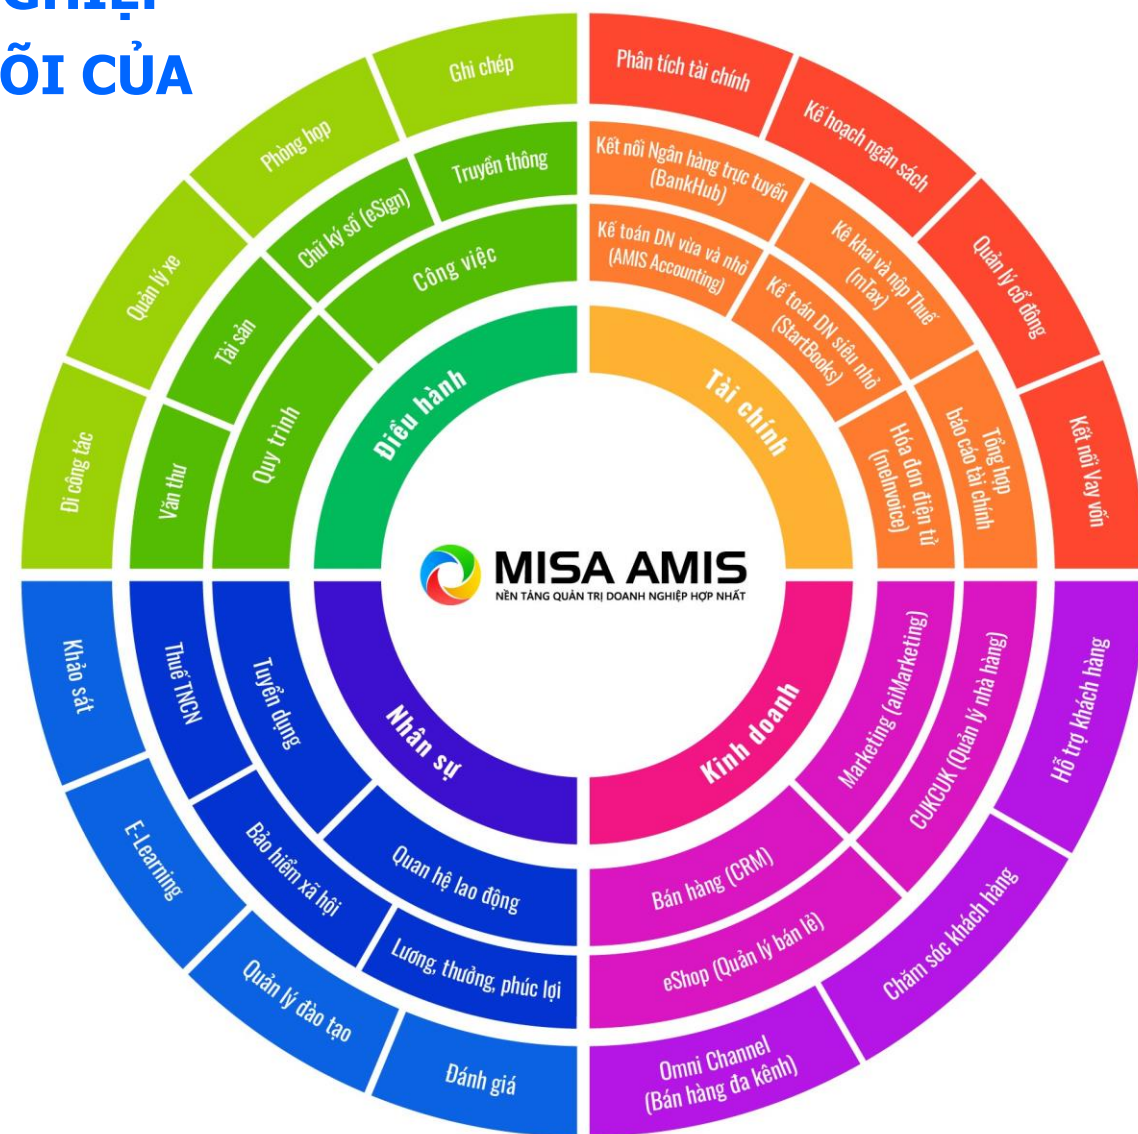 ÕI CỦA
Ghi chép
Phòng họp
Quản lý xe
Đi công tác
Truyền thông
Chữ ký số (eSign)
Tài sản
Văn thư
Công việc
Quy trình
Điều hành
Phân tích tài chính
Kế hoạch ngân sách
Quản lý cổ đông
Kết nối Vay vốn
Kết nối Ngân hàng trực tuyến
(BankHub)
Kê khai và nộp Thuế
(mTax)
Tổng hợp
báo cáo tài chính
Kế toán DN vừa và nhỏ
(AMIS Accounting)
Kế toán DN siêu nhỏ
(StartBooks)
Hóa đơn điện tử
(meInvoice)
Tài chính
MISA AMIS
NỀN TẢNG QUẢN TRỊ DOANH NGHIỆP HỢP NHẤT
Nhân sự
Tuyển dụng
Quan hệ lao động
Thuế TNCN
Bảo hiểm xã hội
Lương, thưởng, phúc lợi
Khảo sát
E-Learning
Quản lý đào tạo
Đánh giá
Kinh doanh
Marketing (aiMarketing)
Bán hàng (CRM)
CUKCUK (Quản lý nhà hàng)
eShop (Quản lý bán lẻ)
Hỗ trợ khách hàng
Chăm sóc khách hàng
Omni Channel
(Bán hàng đa kênh)